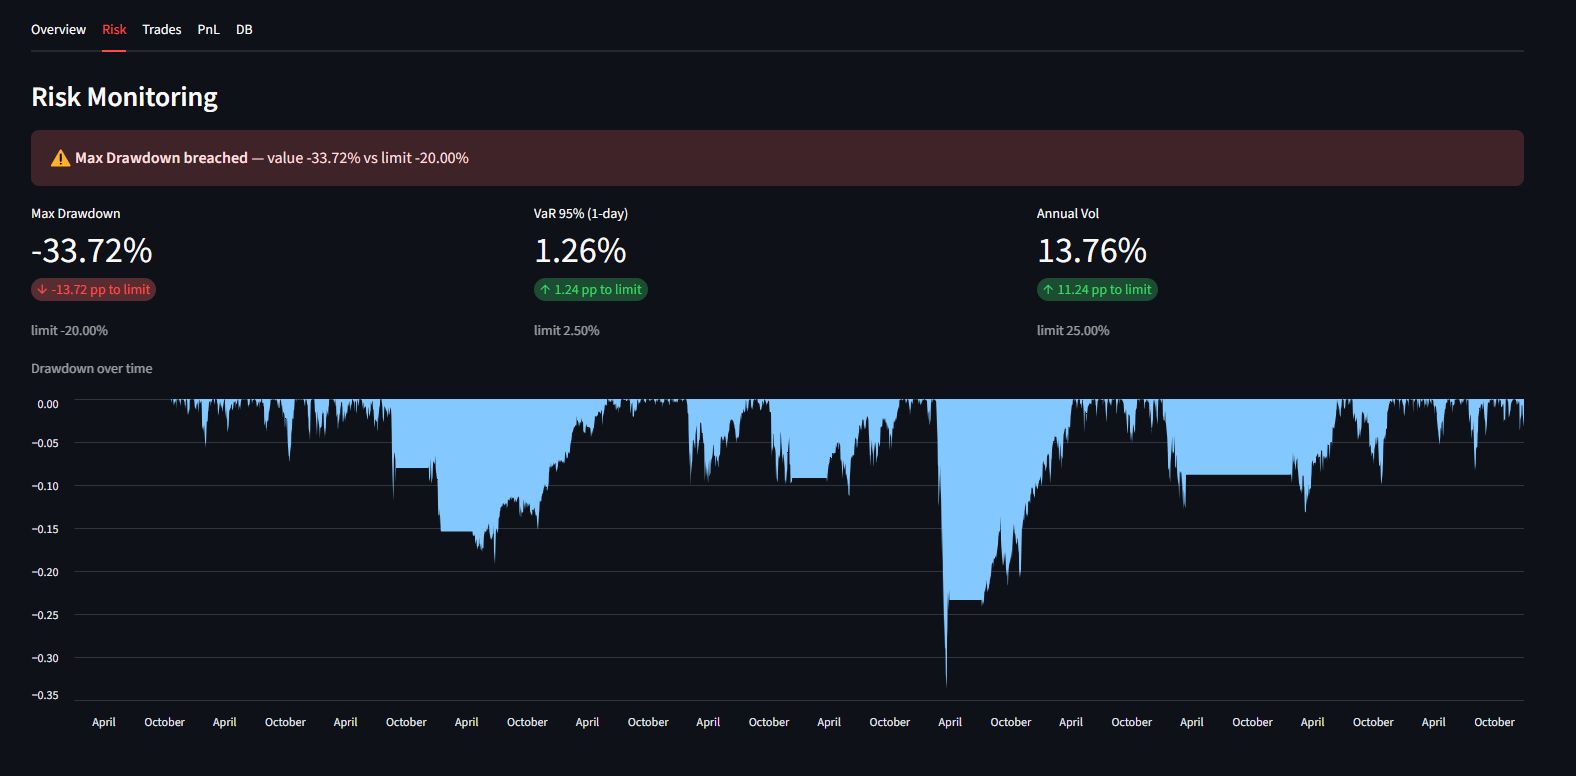 Overview Risk Trades PnL DB
Risk Monitoring
⚠️ Max Drawdown breached — value -33.72% vs limit -20.00%
Max Drawdown VaR 95% (1-day) Annual Vol
-33.72% 1.26% 13.76%
↓ -13.72 pp to limit ↑ 1.24 pp to limit ↑ 11.24 pp to limit
limit -20.00% limit 2.50% limit 25.00%
Drawdown over time
0.00
−0.05
−0.10
−0.15
−0.20
−0.25
−0.30
−0.35
April October April October April October April October April October April October April October April October April October April October April October April October